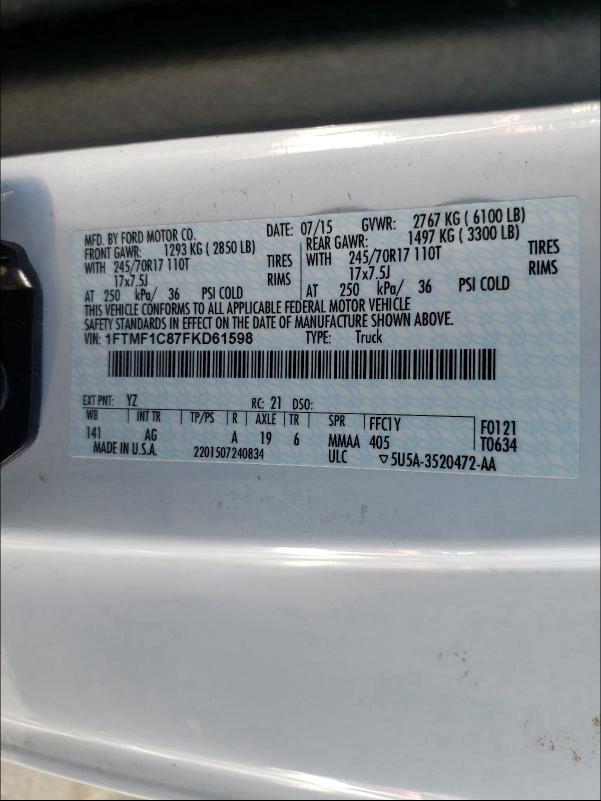 MFD. BY FORD MOTOR CO. DATE: 07/15 GVWR: 2767 KG ( 6100 LB)
FRONT GAWR: 1293 KG ( 2850 LB) REAR GAWR: 1497 KG ( 3300 LB)
WITH 245/70R17 110T TIRES WITH 245/70R17 110T TIRES
17x7.5J RIMS 17x7.5J RIMS
AT 250 kPa/ 36 PSI COLD AT 250 kPa/ 36 PSI COLD
THIS VEHICLE CONFORMS TO ALL APPLICABLE FEDERAL MOTOR VEHICLE
SAFETY STANDARDS IN EFFECT ON THE DATE OF MANUFACTURE SHOWN ABOVE.
VIN: 1FTMF1C87FKD61598 TYPE: Truck
EXT PNT: YZ RC: 21 DSO:
WB INT TR TP/PS R AXLE TR SPR FFC1Y F0121
141 AG A 19 6 MMAA 405 T0634
MADE IN U.S.A. 2201507240834 ULC ▽5U5A-3520472-AA